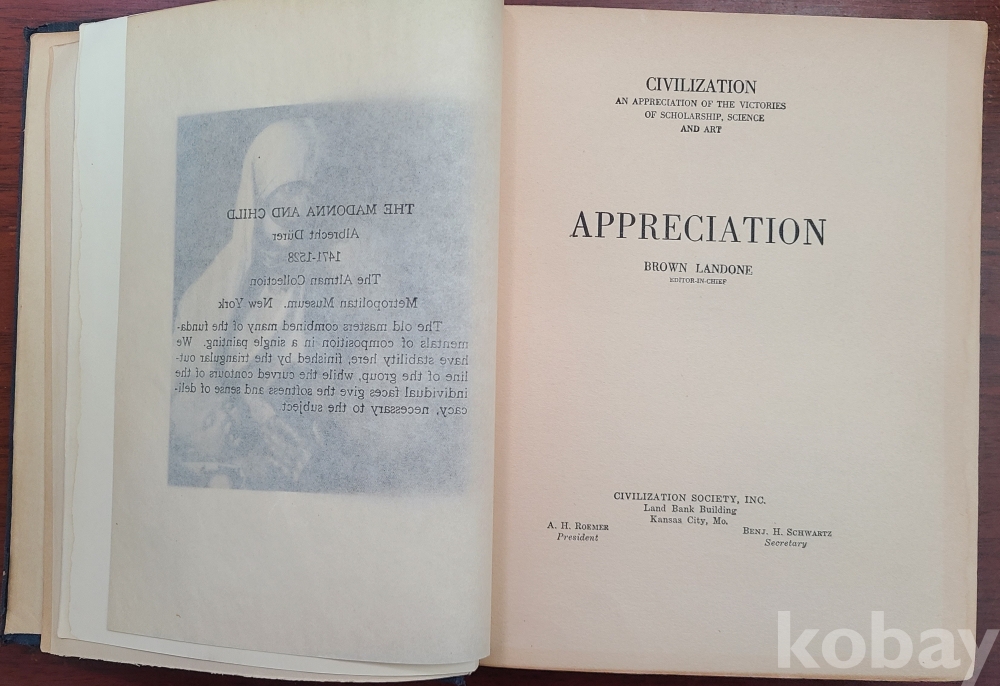 THE MADONNA AND CHILD
Albrecht Dürer
1471-1528
The Altman Collection
Metropolitan Museum. New York
The old masters combined many of the funda-
mentals of composition in a single painting. We
have stability here, finished by the triangular out-
line of the group, while the curved contours of the
individual faces give the softness and sense of deli-
cacy, necessary to the subject.
CIVILIZATION
AN APPRECIATION OF THE VICTORIES
OF SCHOLARSHIP, SCIENCE
AND ART
APPRECIATION
BROWN LANDONE
EDITOR-IN-CHIEF
CIVILIZATION SOCIETY, INC.
Land Bank Building
Kansas City, Mo.
A. H. ROEMER
President
BENJ. H. SCHWARTZ
Secretary
kobay